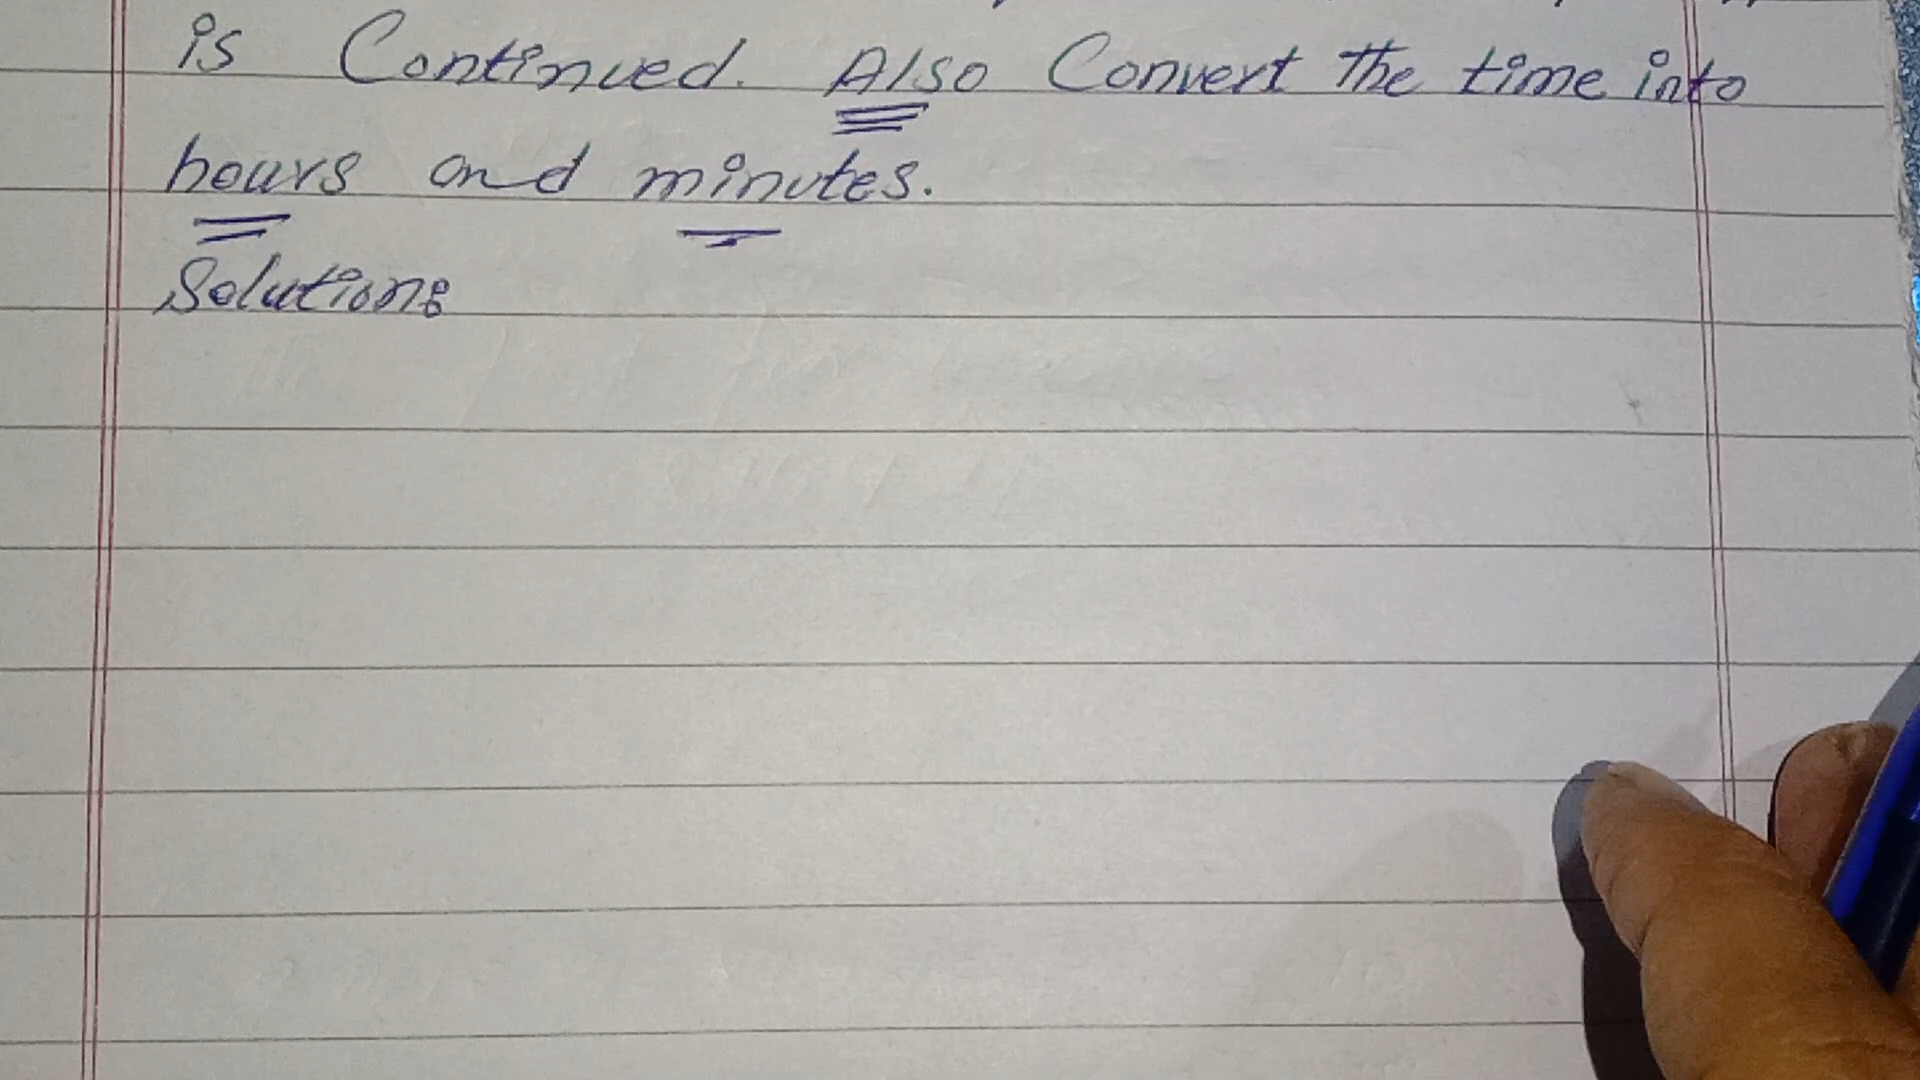 is Continued. Also Convert the time into
hours and minutes.
Solution: